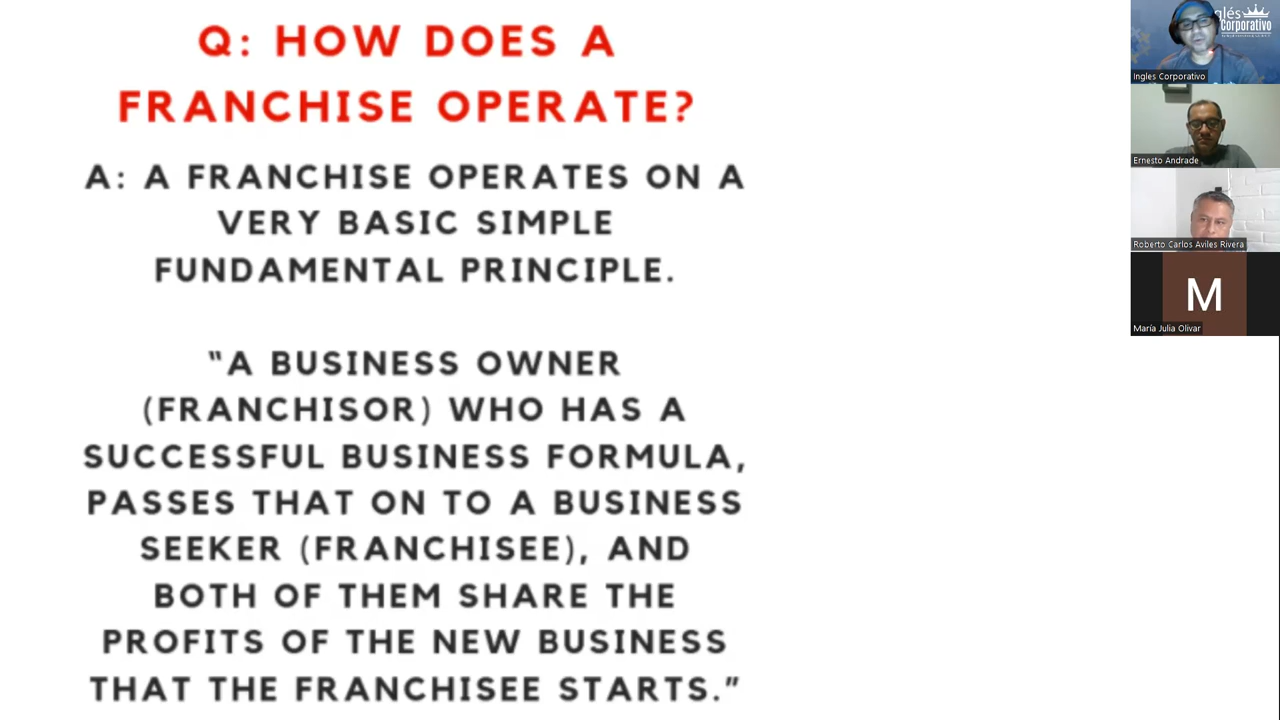 Q: HOW DOES A
FRANCHISE OPERATE?
A: A FRANCHISE OPERATES ON A
VERY BASIC SIMPLE
FUNDAMENTAL PRINCIPLE.
"A BUSINESS OWNER
(FRANCHISOR) WHO HAS A
SUCCESSFUL BUSINESS FORMULA,
PASSES THAT ON TO A BUSINESS
SEEKER (FRANCHISEE), AND
BOTH OF THEM SHARE THE
PROFITS OF THE NEW BUSINESS
THAT THE FRANCHISEE STARTS."
glés
Corporativo
Ingles Corporativo
Ernesto Andrade
Roberto Carlos Aviles Rivera
M
María Julia Olivar